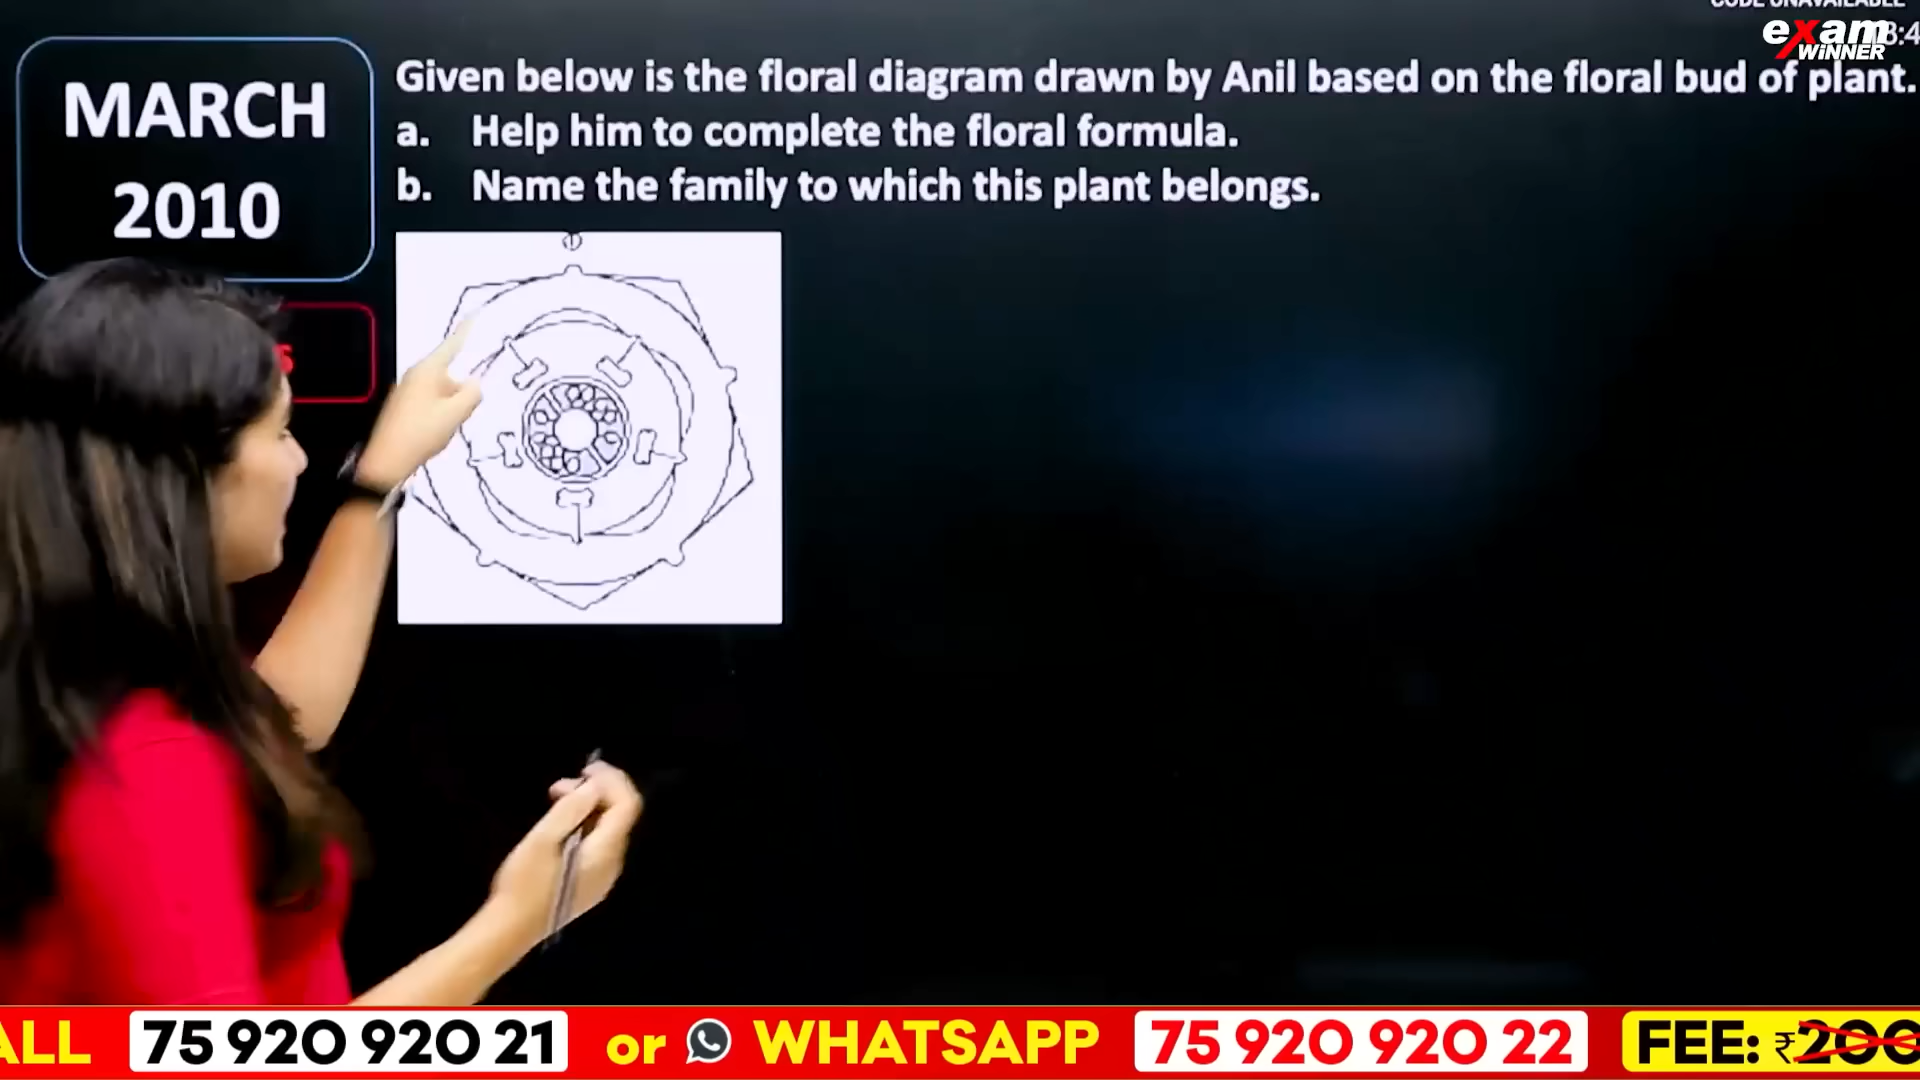 exam
WiNNER
MARCH
2010
Given below is the floral diagram drawn by Anil based on the floral bud of plant.
a. Help him to complete the floral formula.
b. Name the family to which this plant belongs.
ALL 75 920 920 21 or WHATSAPP 75 920 920 22 FEE: ₹200